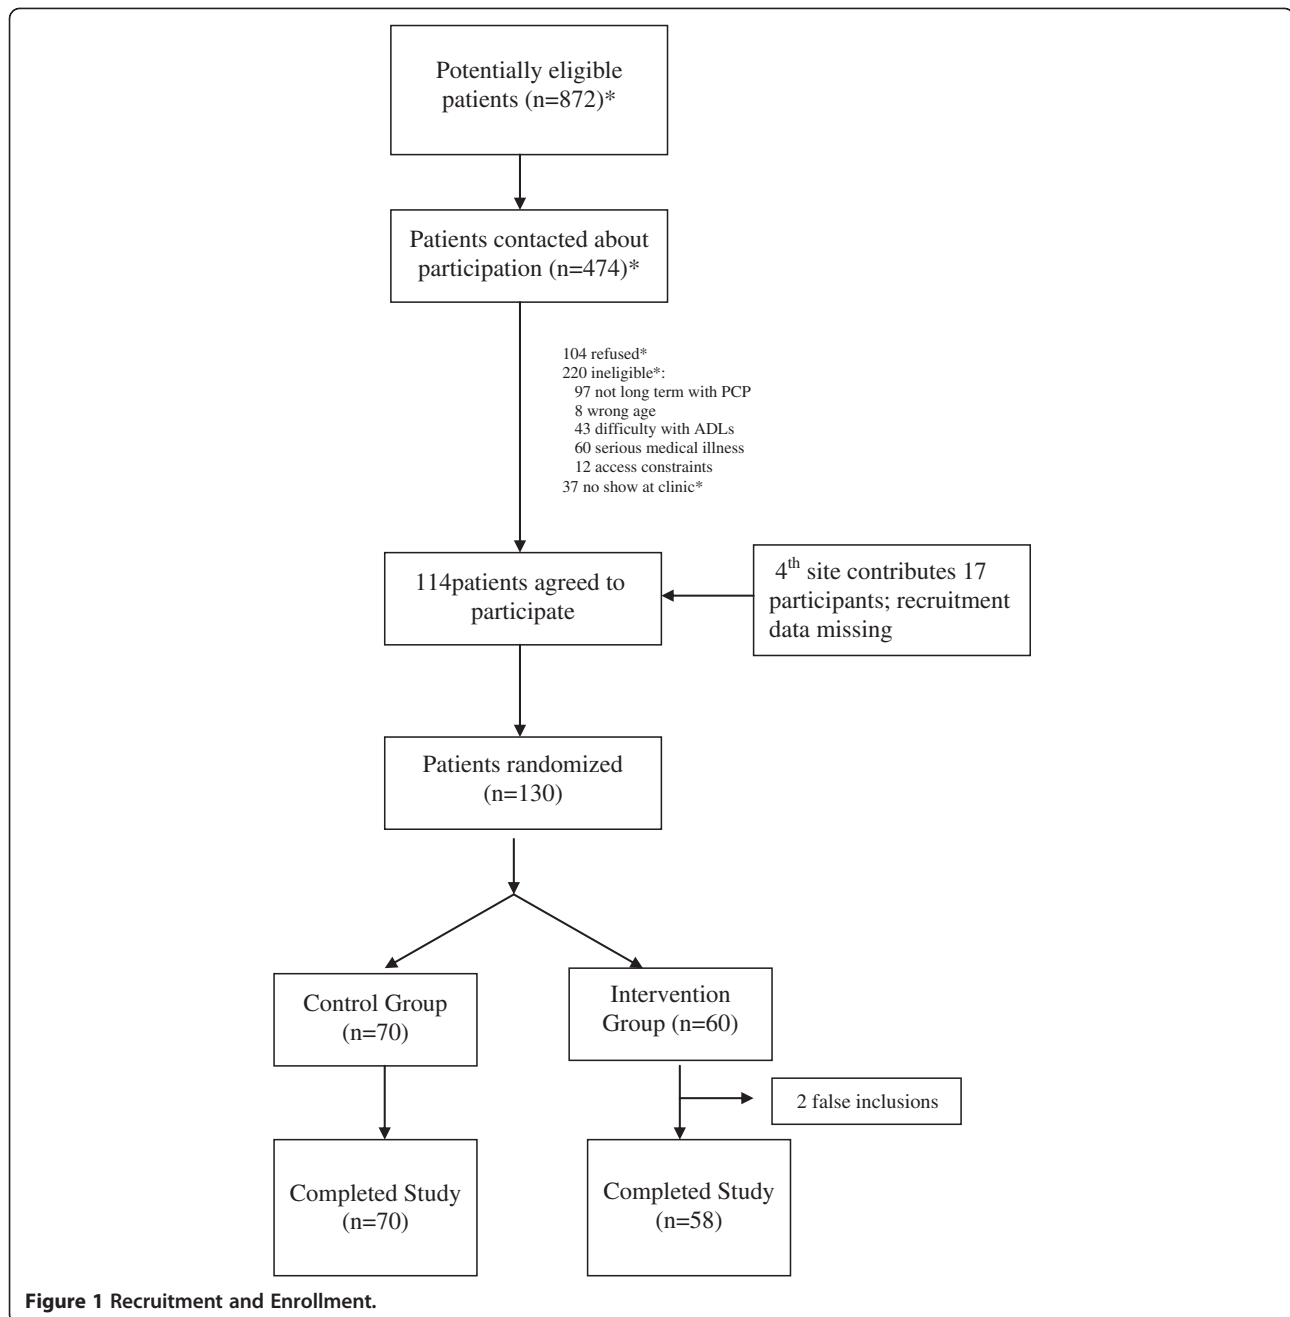 Potentially eligible
patients (n=872)*
Patients contacted about
participation (n=474)*
104 refused*
220 ineligible*:
97 not long term with PCP
8 wrong age
43 difficulty with ADLs
60 serious medical illness
12 access constraints
37 no show at clinic*
114patients agreed to
participate
4th site contributes 17
participants; recruitment
data missing
Patients randomized
(n=130)
Control Group
(n=70)
Intervention
Group (n=60)
2 false inclusions
Completed Study
(n=70)
Completed Study
(n=58)
Figure 1 Recruitment and Enrollment.